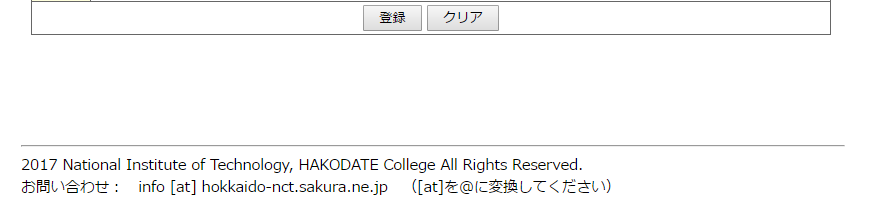 登録 クリア
2017 National Institute of Technology, HAKODATE College All Rights Reserved.
お問い合わせ： info [at] hokkaido-nct.sakura.ne.jp （[at]を@に変換してください）